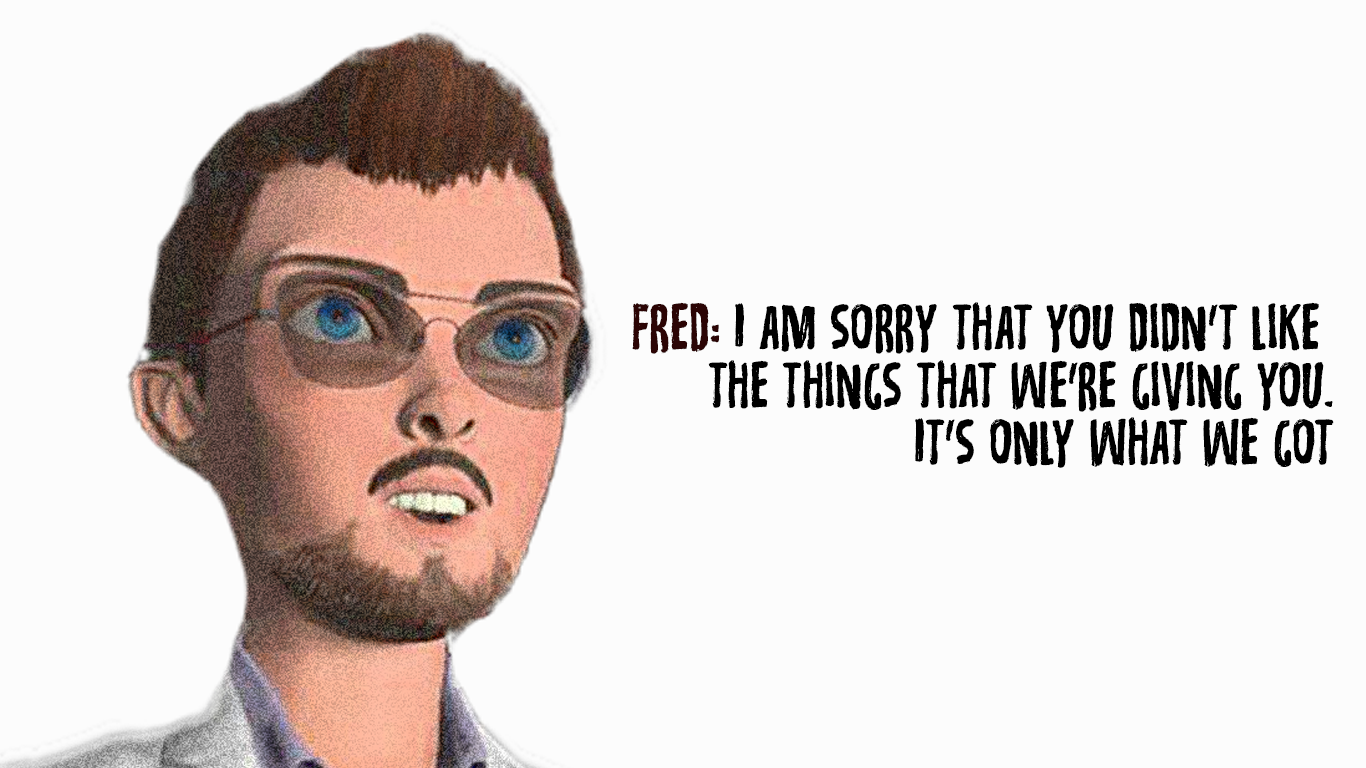 FRED: I AM SORRY THAT YOU DIDN'T LIKE
THE THINGS THAT WE'RE GIVING YOU.
IT'S ONLY WHAT WE GOT